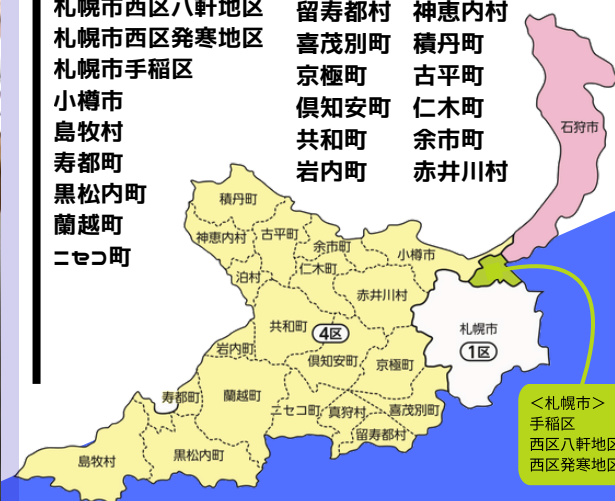 札幌市西区八軒地区
札幌市西区発寒地区
札幌市手稲区
小樽市
島牧村
寿都町
黒松内町
蘭越町
ニセコ町
留寿都村
喜茂別町
京極町
倶知安町
共和町
岩内町
神恵内村
積丹町
古平町
仁木町
余市町
赤井川村
石狩市
積丹町
神恵内村
古平町
余市町
小樽市
仁木町
泊村
赤井川村
共和町
4区
札幌市
1区
岩内町
倶知安町
京極町
寿都町
蘭越町
ニセコ町
真狩村
喜茂別町
留寿都村
島牧村
黒松内町
＜札幌市＞
手稲区
西区八軒地区
西区発寒地区